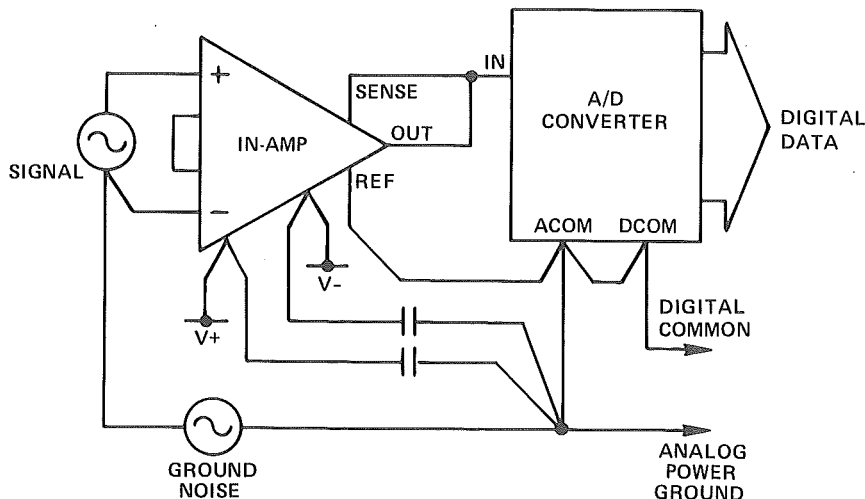 +
SENSE
IN
A/D
CONVERTER
DIGITAL
DATA
IN-AMP
OUT
SIGNAL
REF
−
ACOM DCOM
V−
V+
DIGITAL
COMMON
GROUND
NOISE
ANALOG
POWER
GROUND